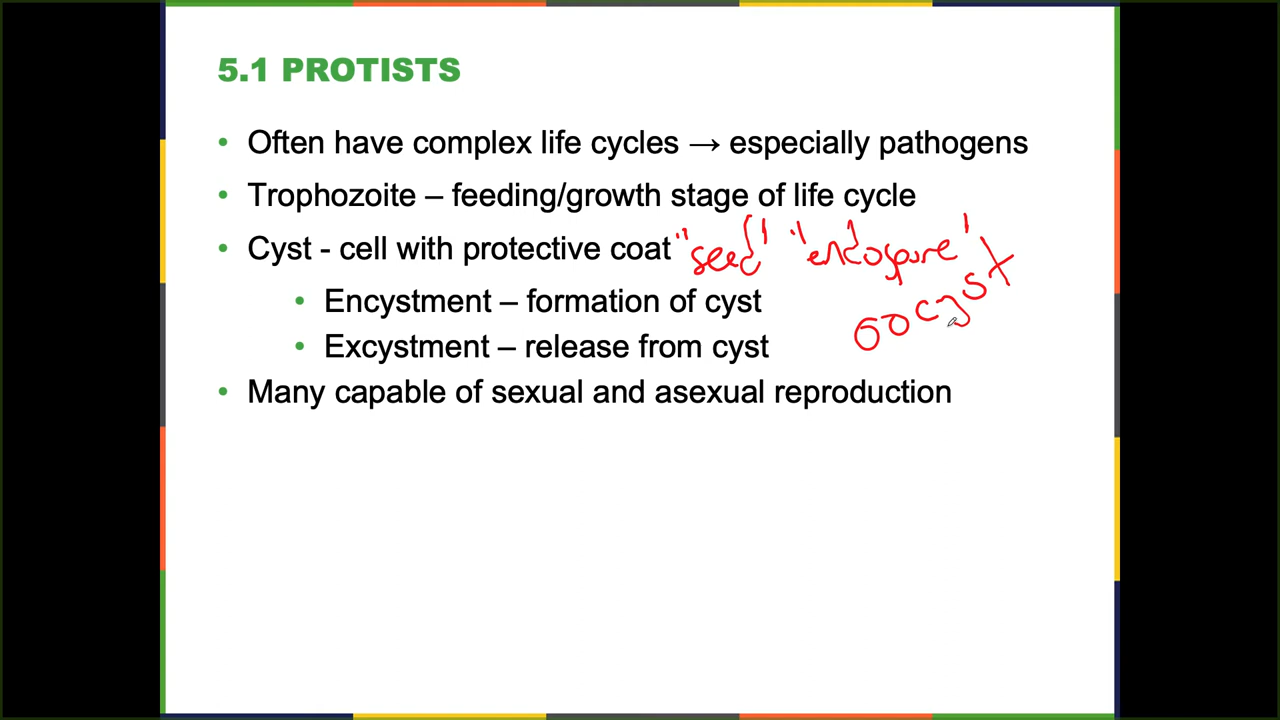 5.1 PROTISTS
• Often have complex life cycles → especially pathogens
• Trophozoite – feeding/growth stage of life cycle
• Cyst - cell with protective coat "seed" "endospore"
oocyst
• Encystment – formation of cyst
• Excystment – release from cyst
• Many capable of sexual and asexual reproduction